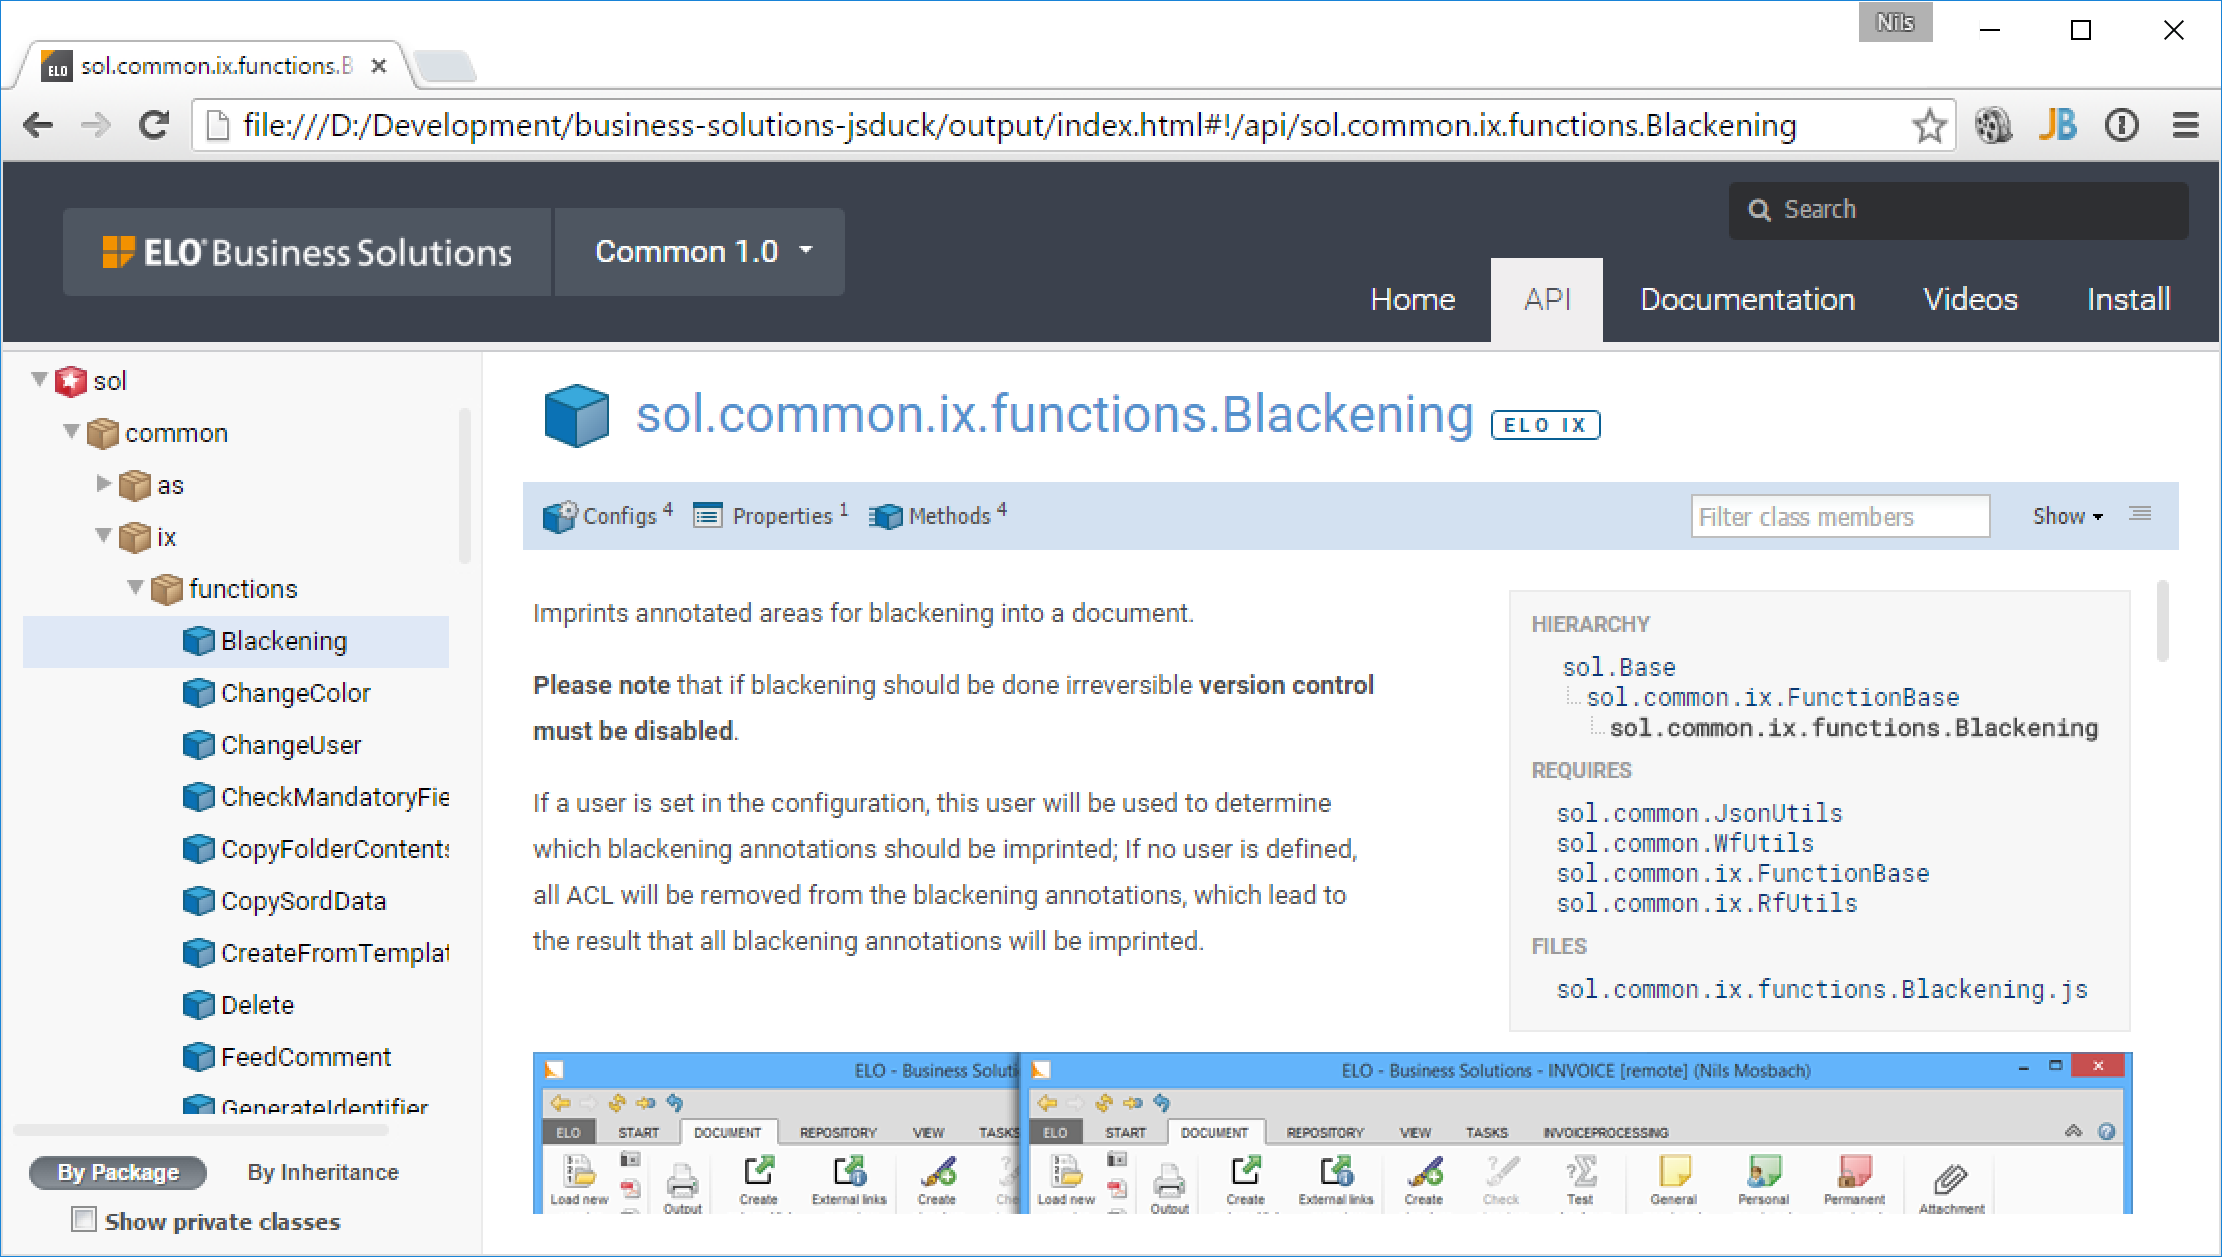 Nils
ELO sol.common.ix.functions.B
file:///D:/Development/business-solutions-jsduck/output/index.html#!/api/sol.common.ix.functions.Blackening
JB
Search
ELO Business Solutions
Common 1.0
Home
API
Documentation
Videos
Install
sol
common
as
ix
functions
Blackening
ChangeColor
ChangeUser
CheckMandatoryFie
CopyFolderContents
CopySordData
CreateFromTemplat
Delete
FeedComment
GenerateIdentifier
By Package
By Inheritance
Show private classes
sol.common.ix.functions.Blackening ELO IX
Configs 4
Properties 1
Methods 4
Filter class members
Show
Imprints annotated areas for blackening into a document.
Please note that if blackening should be done irreversible version control
must be disabled.
If a user is set in the configuration, this user will be used to determine
which blackening annotations should be imprinted; If no user is defined,
all ACL will be removed from the blackening annotations, which lead to
the result that all blackening annotations will be imprinted.
HIERARCHY
sol.Base
sol.common.ix.FunctionBase
sol.common.ix.functions.Blackening
REQUIRES
sol.common.JsonUtils
sol.common.WfUtils
sol.common.ix.FunctionBase
sol.common.ix.RfUtils
FILES
sol.common.ix.functions.Blackening.js
ELO - Business Soluti
ELO START DOCUMENT REPOSITORY VIEW TASKS
Load new
Output
Create
External links
Create
Che
ELO - Business Solutions - INVOICE [remote] (Nils Mosbach)
ELO START DOCUMENT REPOSITORY VIEW TASKS INVOICEPROCESSING
Load new
Output
Create
External links
Create
Check
Test
General
Personal
Permanent
Attachment